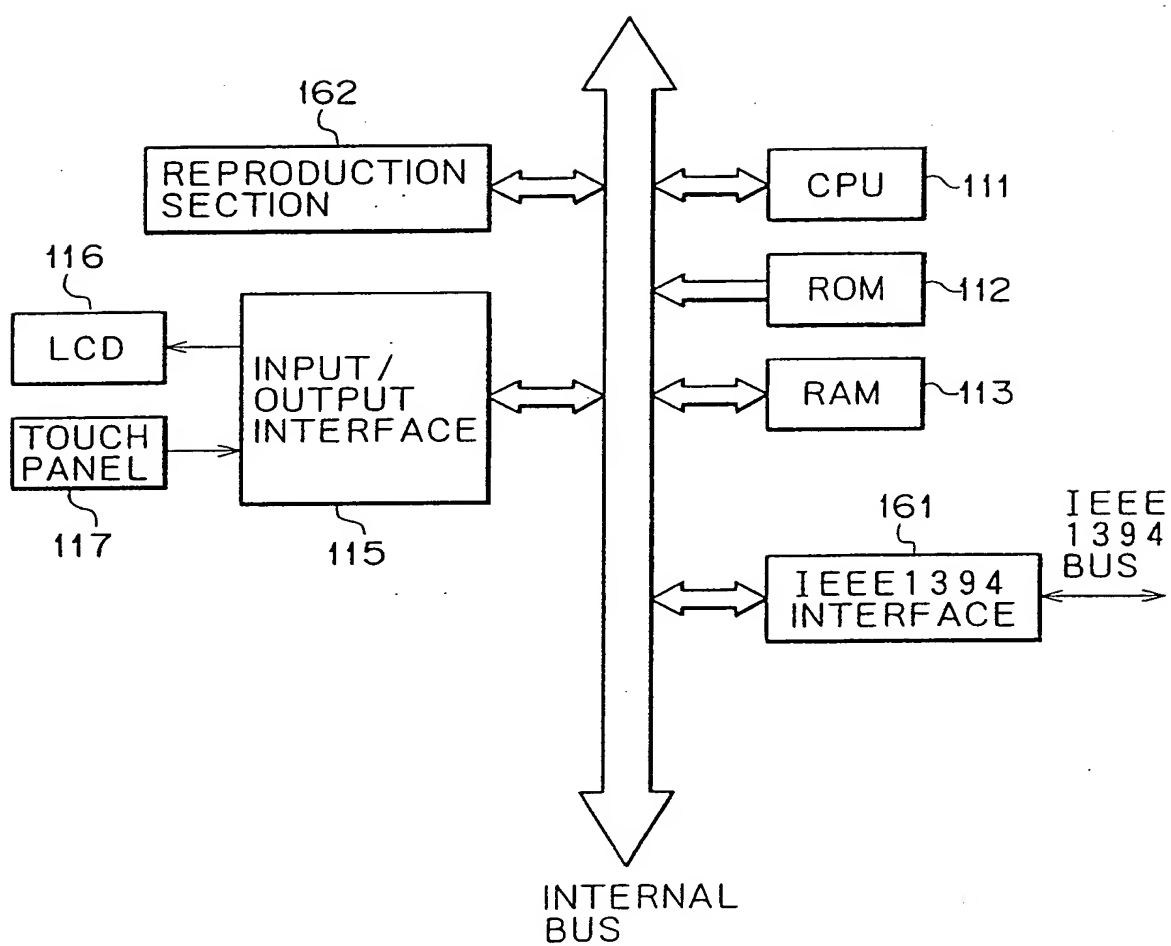 162
REPRODUCTION
SECTION
CPU
111
116
LCD
INPUT/
OUTPUT
INTERFACE
ROM
112
TOUCH
PANEL
RAM
113
117
115
161
IEEE
1394
BUS
IEEE1394
INTERFACE
INTERNAL
BUS